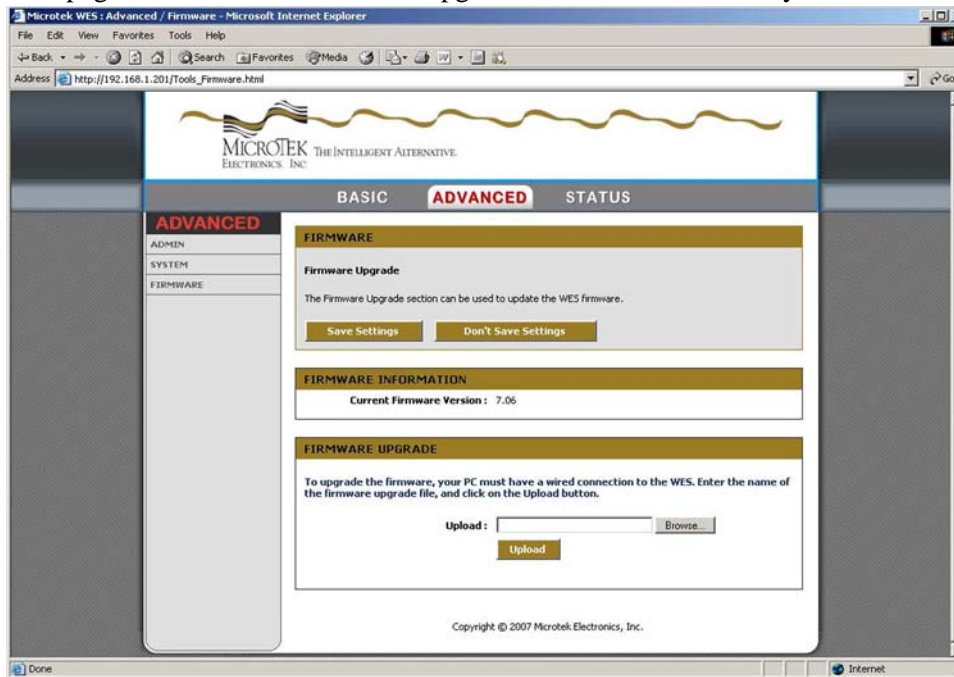 Microtek WES : Advanced / Firmware - Microsoft Internet Explorer
File Edit View Favorites Tools Help
Back Search Favorites Media
Address http://192.168.1.201/Tools_Firmware.html Go
MICROTEK THE INTELLIGENT ALTERNATIVE.
ELECTRONICS, INC
BASIC ADVANCED STATUS
ADVANCED
ADMIN
SYSTEM
FIRMWARE
FIRMWARE
Firmware Upgrade
The Firmware Upgrade section can be used to update the WES firmware.
Save Settings Don't Save Settings
FIRMWARE INFORMATION
Current Firmware Version : 7.06
FIRMWARE UPGRADE
To upgrade the firmware, your PC must have a wired connection to the WES. Enter the name of
the firmware upgrade file, and click on the Upload button.
Upload : Browse...
Upload
Copyright © 2007 Microtek Electronics, Inc.
Done Internet